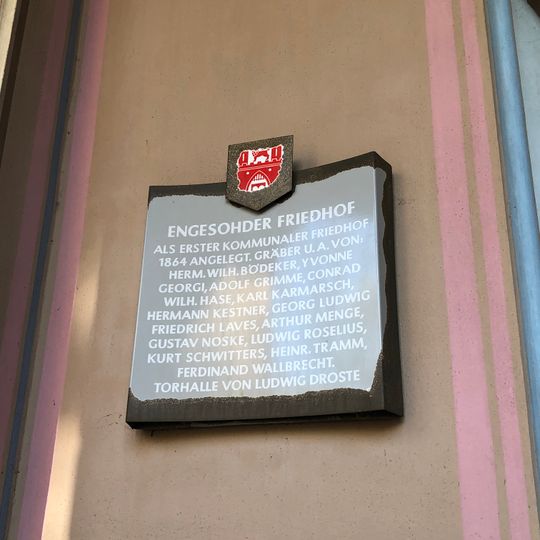 ENGESOHDER FRIEDHOF
ALS ERSTER KOMMUNALER FRIEDHOF
1864 ANGELEGT. GRÄBER U.A. VON:
HERM. WILH. BÖDEKER, YVONNE
GEORGI, ADOLF GRIMME, CONRAD
WILH. HASE, KARL KARMARSCH,
HERMANN KESTNER, GEORG LUDWIG
FRIEDRICH LAVES, ARTHUR MENGE,
GUSTAV NOSKE, LUDWIG ROSELIUS,
KURT SCHWITTERS, HEINR. TRAMM,
FERDINAND WALLBRECHT.
TORHALLE VON LUDWIG DROSTE